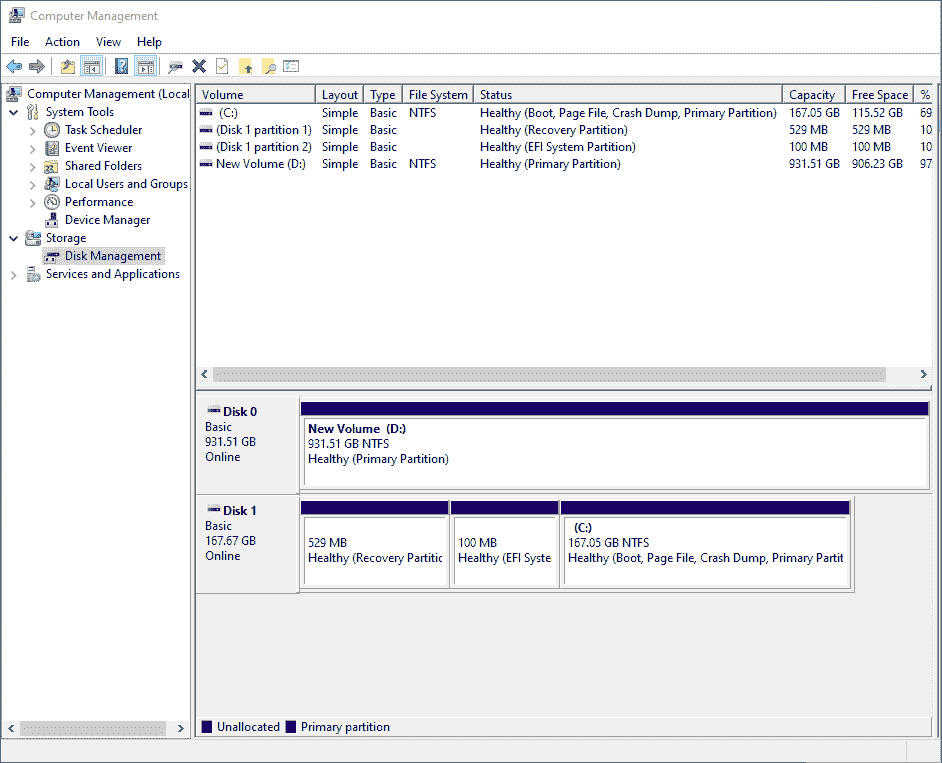 Computer Management
File Action View Help
Computer Management (Local
System Tools
Task Scheduler
Event Viewer
Shared Folders
Local Users and Groups
Performance
Device Manager
Storage
Disk Management
Services and Applications
Volume Layout Type File System Status Capacity Free Space %
(C:) Simple Basic NTFS Healthy (Boot, Page File, Crash Dump, Primary Partition) 167.05 GB 115.52 GB 69
(Disk 1 partition 1) Simple Basic Healthy (Recovery Partition) 529 MB 529 MB 10
(Disk 1 partition 2) Simple Basic Healthy (EFI System Partition) 100 MB 100 MB 10
New Volume (D:) Simple Basic NTFS Healthy (Primary Partition) 931.51 GB 906.23 GB 97
Disk 0
Basic
931.51 GB
Online
New Volume (D:)
931.51 GB NTFS
Healthy (Primary Partition)
Disk 1
Basic
167.67 GB
Online
529 MB
Healthy (Recovery Partitic
100 MB
Healthy (EFI Syste
(C:)
167.05 GB NTFS
Healthy (Boot, Page File, Crash Dump, Primary Partit
Unallocated Primary partition